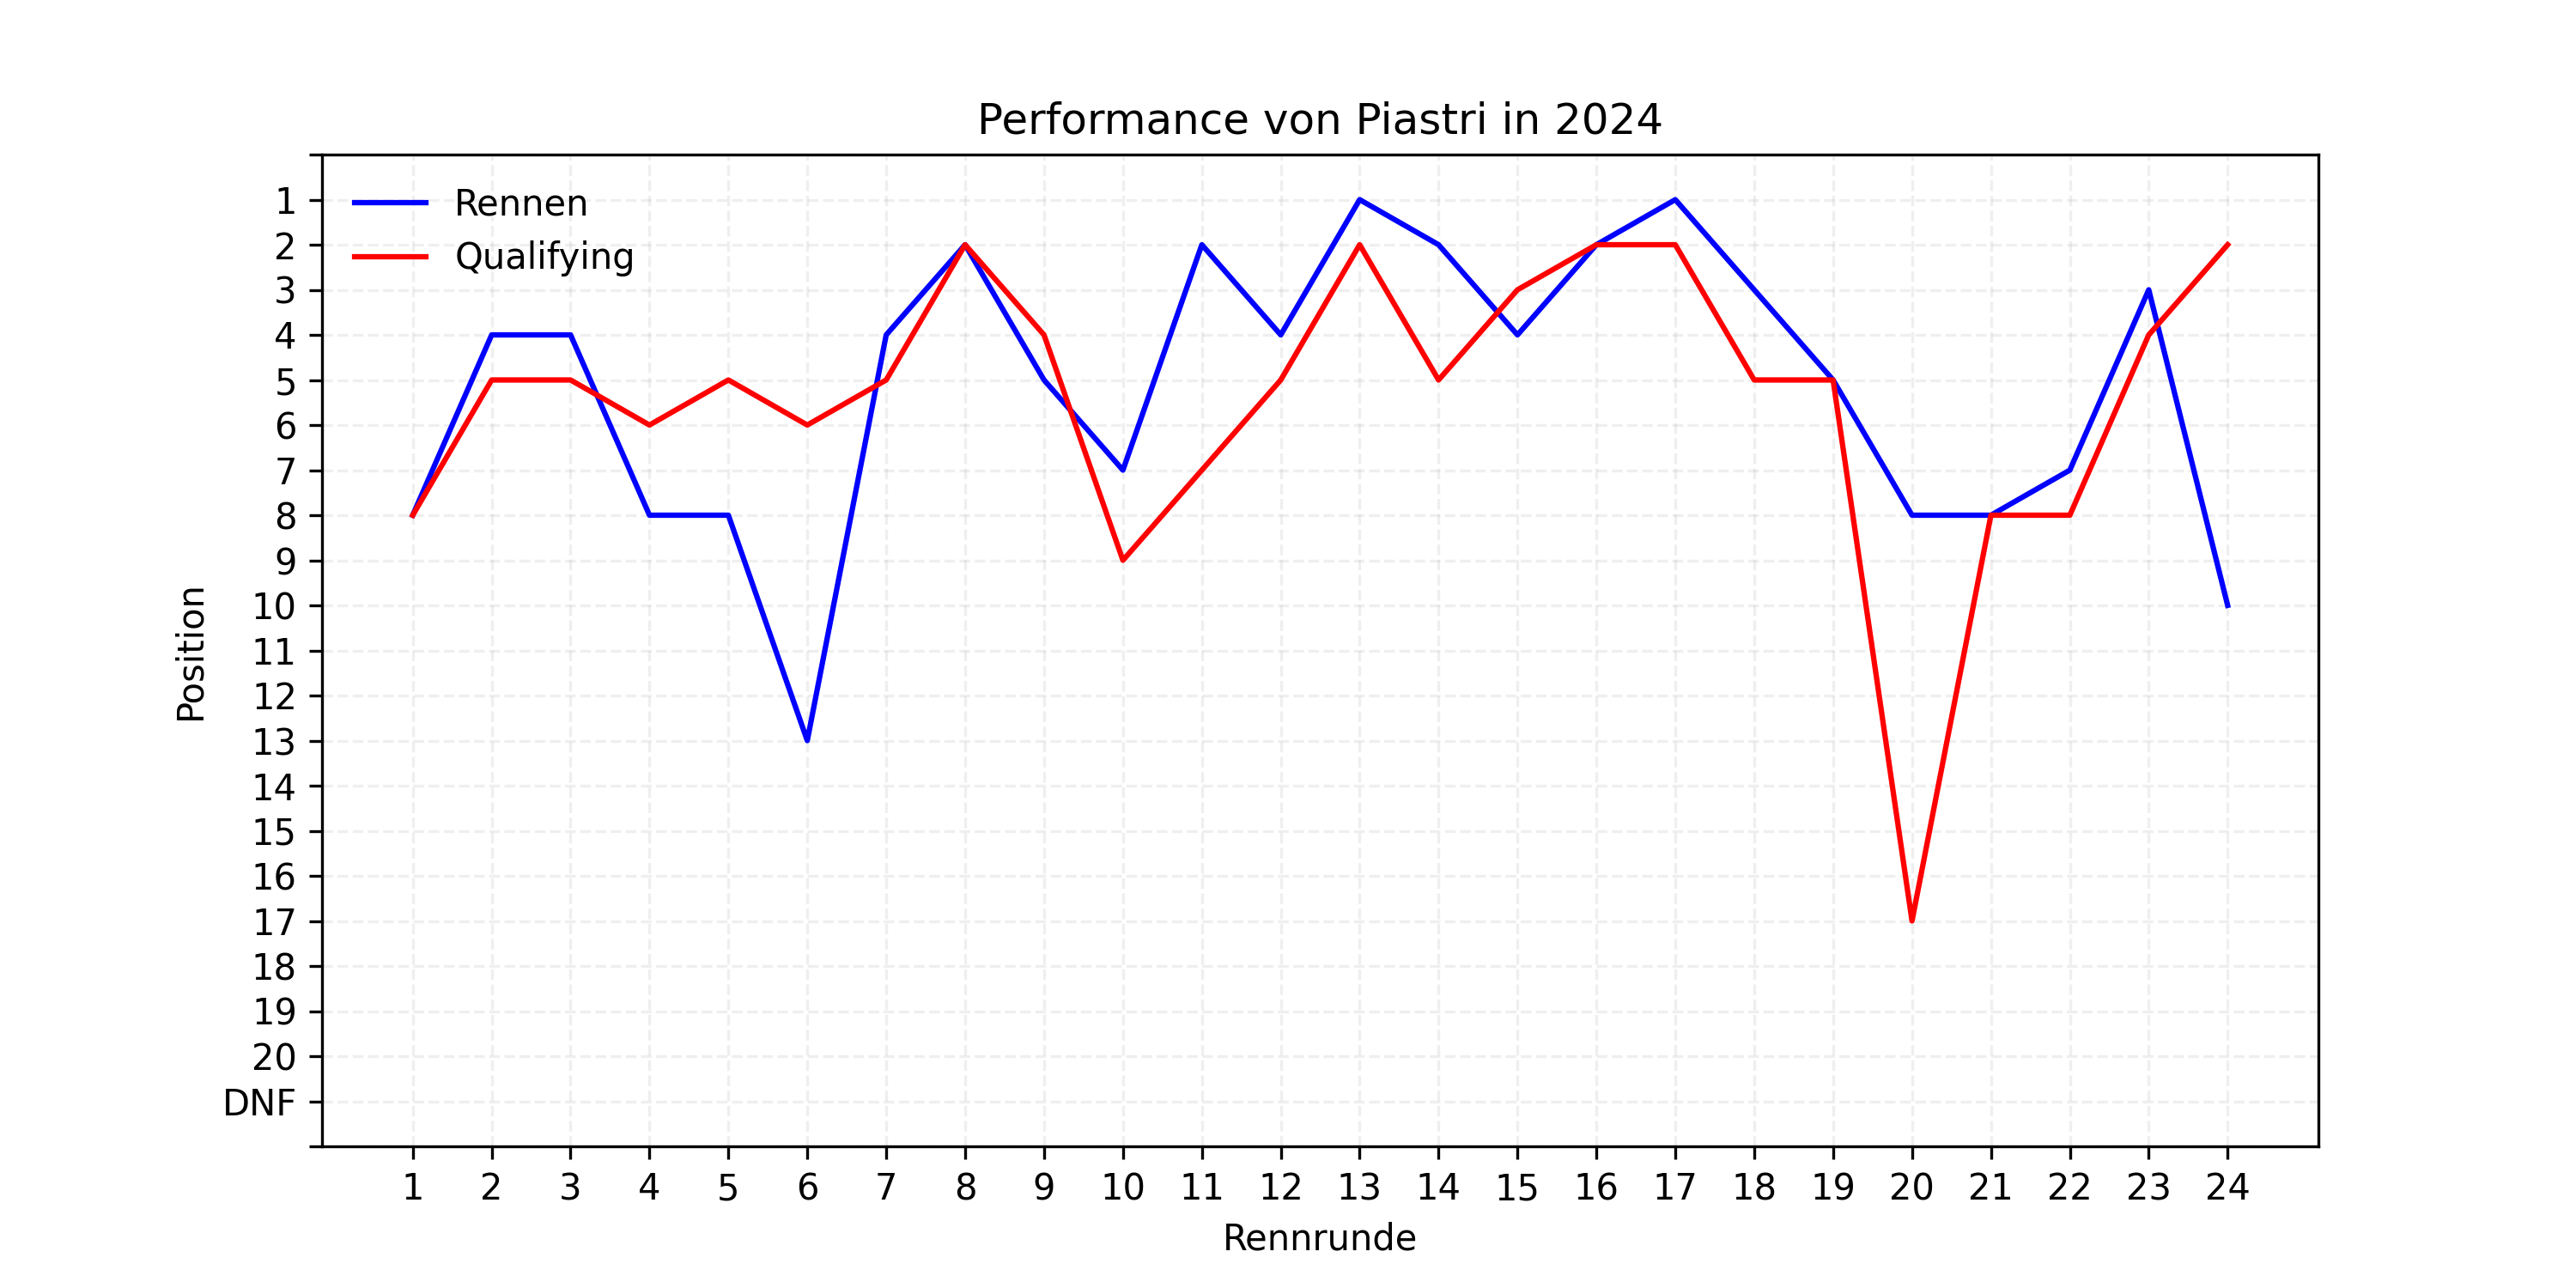 Performance von Piastri in 2024
Rennen
Qualifying
Position
1
2
3
4
5
6
7
8
9
10
11
12
13
14
15
16
17
18
19
20
DNF
1 2 3 4 5 6 7 8 9 10 11 12 13 14 15 16 17 18 19 20 21 22 23 24
Rennrunde